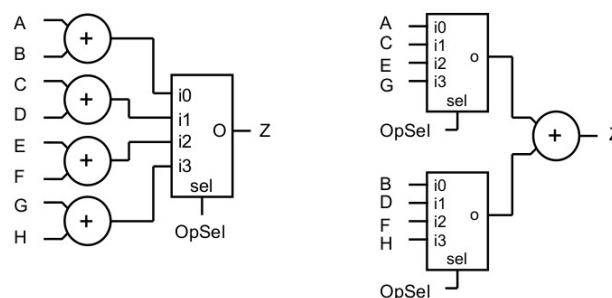 A
B
+
C
D
+
E
F
+
G
H
+
i0
i1
i2
i3
O
sel
Z
OpSel
A
C
E
G
i0
i1
i2
i3
o
sel
OpSel
B
D
F
H
i0
i1
i2
i3
o
sel
OpSel
+
Z